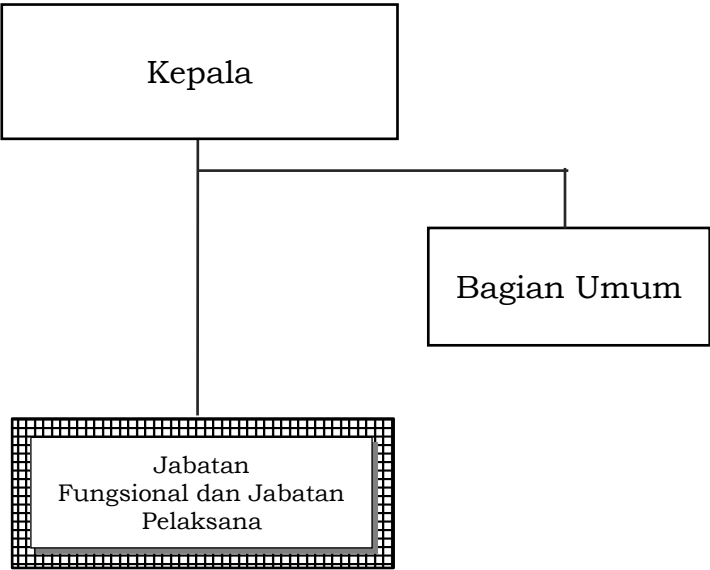 Kepala
Bagian Umum
Jabatan
Fungsional dan Jabatan
Pelaksana